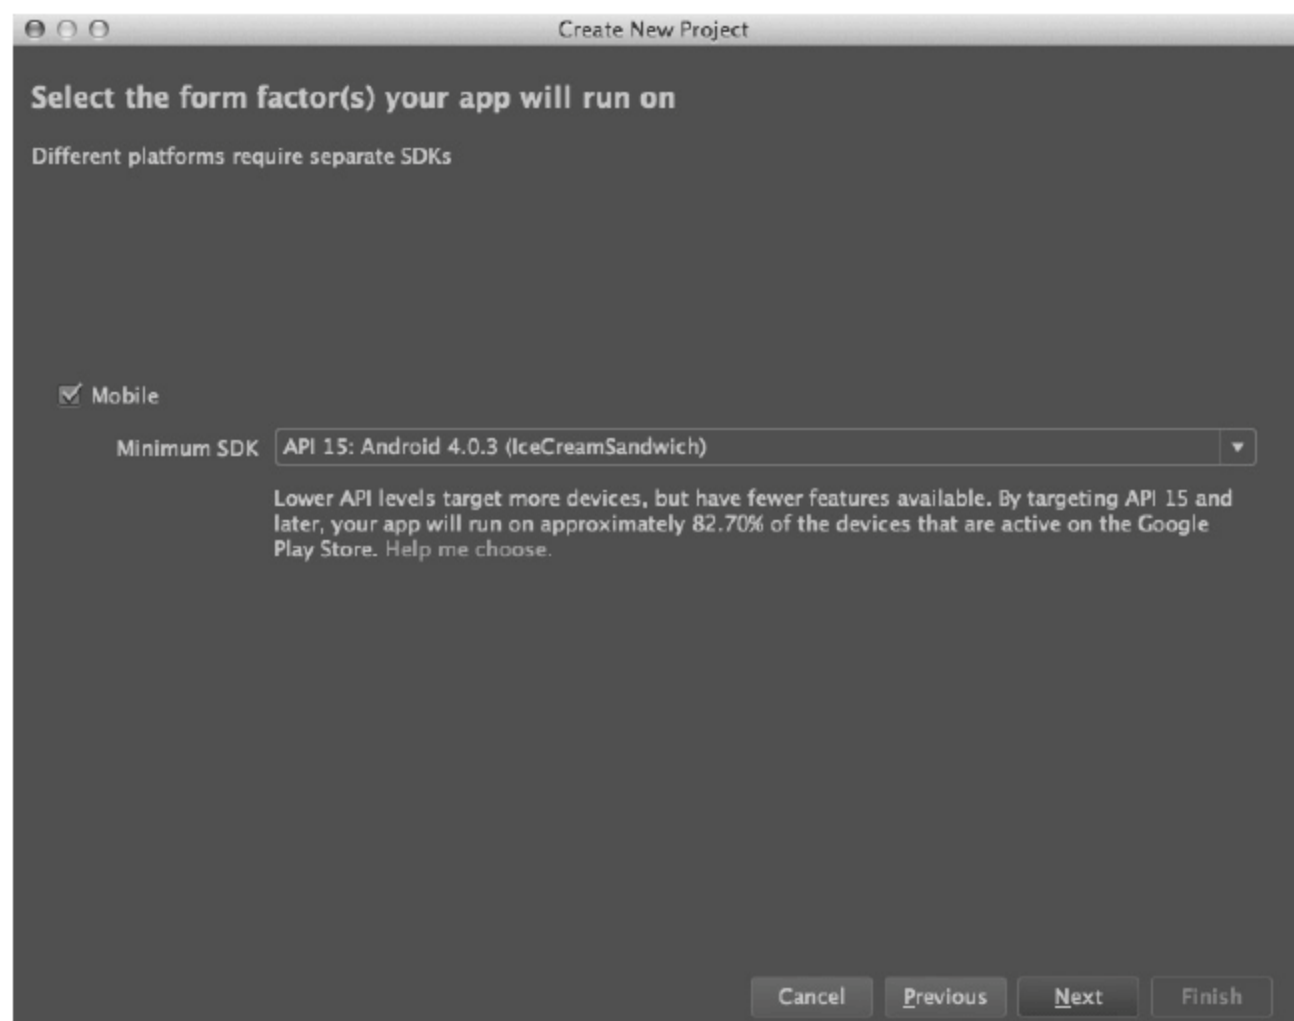 Create New Project
Select the form factor(s) your app will run on
Different platforms require separate SDKs
Mobile
Minimum SDK API 15: Android 4.0.3 (IceCreamSandwich)
Lower API levels target more devices, but have fewer features available. By targeting API 15 and
later, your app will run on approximately 82.70% of the devices that are active on the Google
Play Store. Help me choose.
Cancel Previous Next Finish